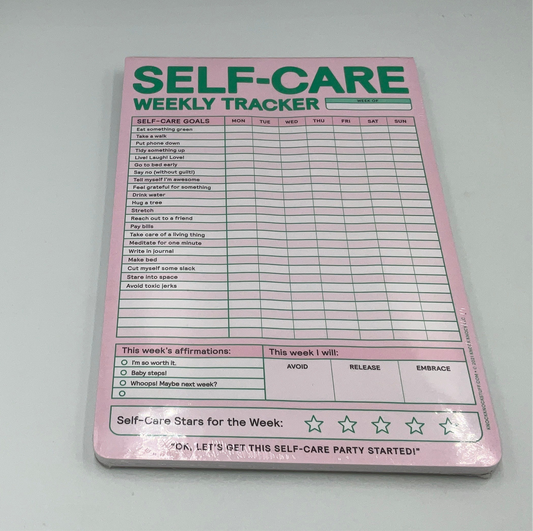 SELF-CARE
WEEKLY TRACKER
WEEK OF
SELF-CARE GOALS MON TUE WED THU FRI SAT SUN
Eat something green
Take a walk
Put phone down
Tidy something up
Live! Laugh! Love!
Go to bed early
Say no (without guilt!)
Tell myself I'm awesome
Feel grateful for something
Drink water
Hug a tree
Stretch
Reach out to a friend
Pay bills
Take care of a living thing
Meditate for one minute
Write in journal
Make bed
Cut myself some slack
Stare into space
Avoid toxic jerks
This week's affirmations:
I'm so worth it.
Baby steps!
Whoops! Maybe next week?
This week I will:
AVOID RELEASE EMBRACE
Self-Care Stars for the Week:
"OK, LET'S GET THIS SELF-CARE PARTY STARTED!"